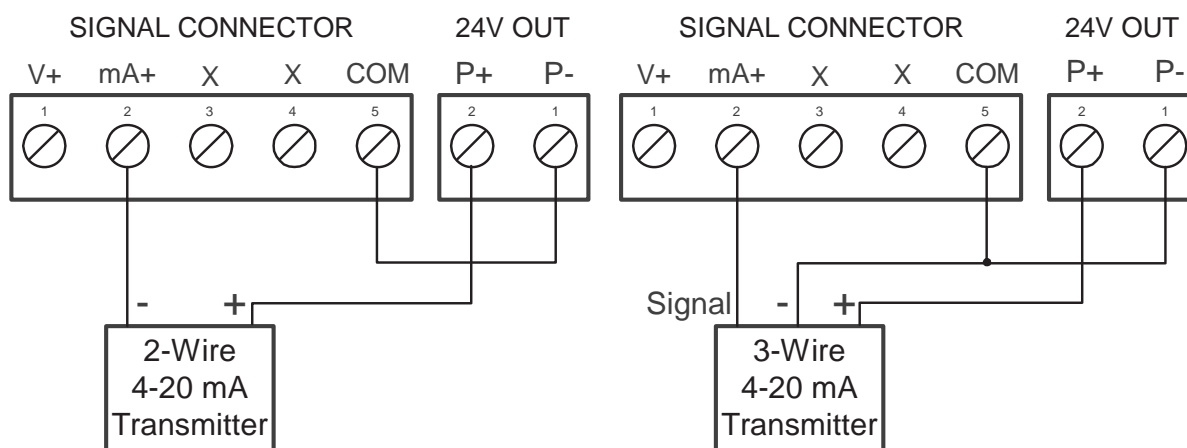 SIGNAL CONNECTOR 24V OUT
V+ mA+ X X COM P+ P-
1 2 3 4 5 2 1
- +
2-Wire
4-20 mA
Transmitter
SIGNAL CONNECTOR 24V OUT
V+ mA+ X X COM P+ P-
1 2 3 4 5 2 1
Signal - +
3-Wire
4-20 mA
Transmitter